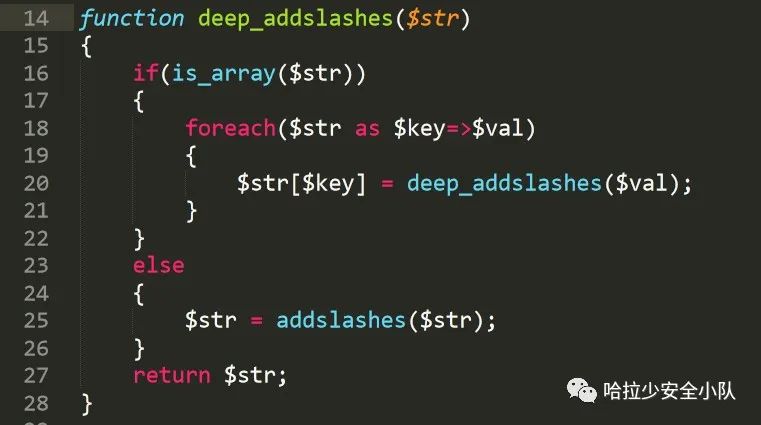 14 function deep_addslashes($str)
15 {
16     if(is_array($str))
17     {
18         foreach($str as $key=>$val)
19         {
20             $str[$key] = deep_addslashes($val);
21         }
22     }
23     else
24     {
25         $str = addslashes($str);
26     }
27     return $str;
28 }
哈拉少安全小队